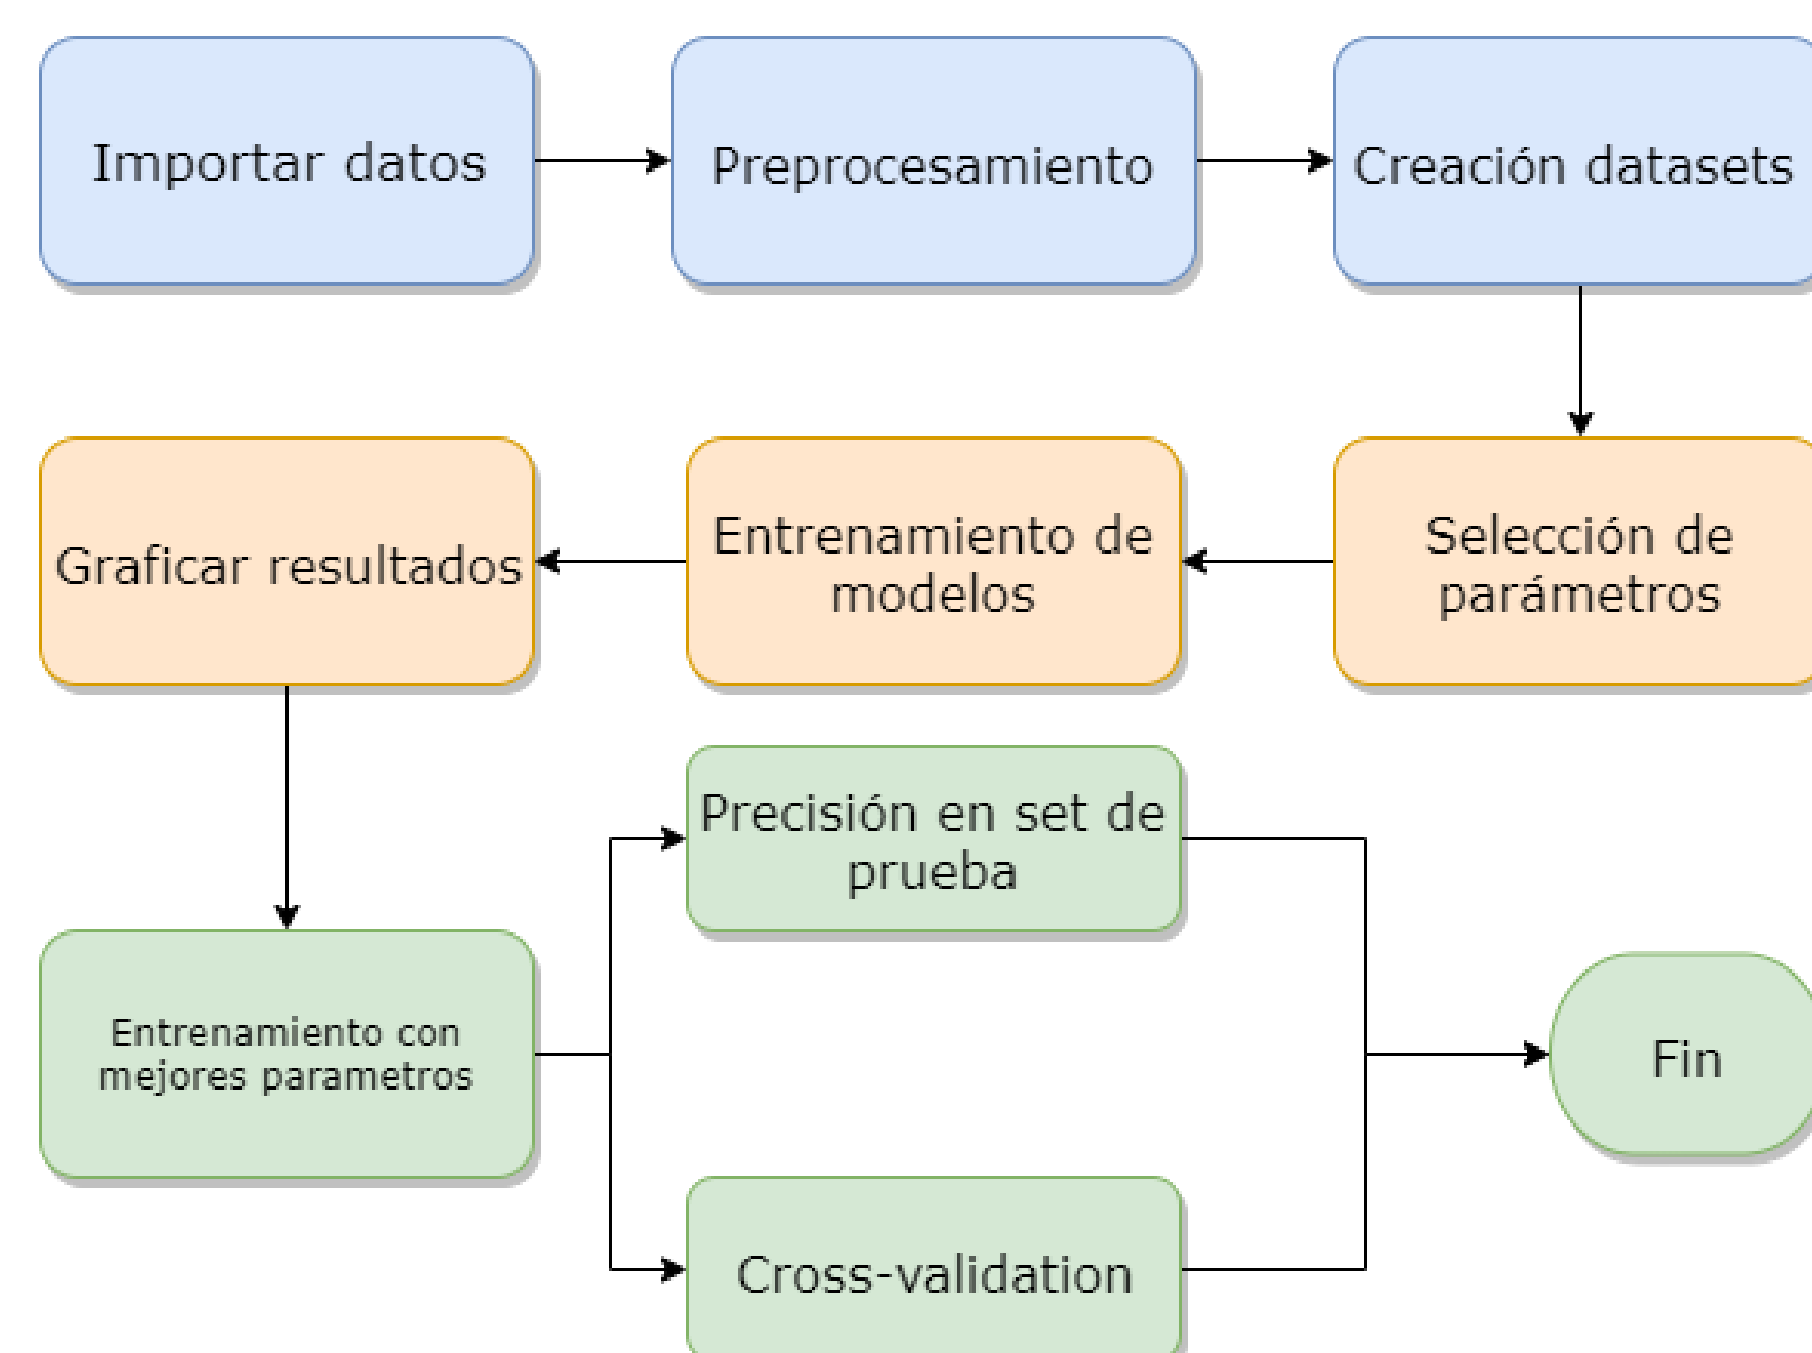 Importar datos
Preprocesamiento
Creación datasets
Graficar resultados
Entrenamiento de
modelos
Selección de
parámetros
Precisión en set de
prueba
Entrenamiento con
mejores parametros
Fin
Cross-validation